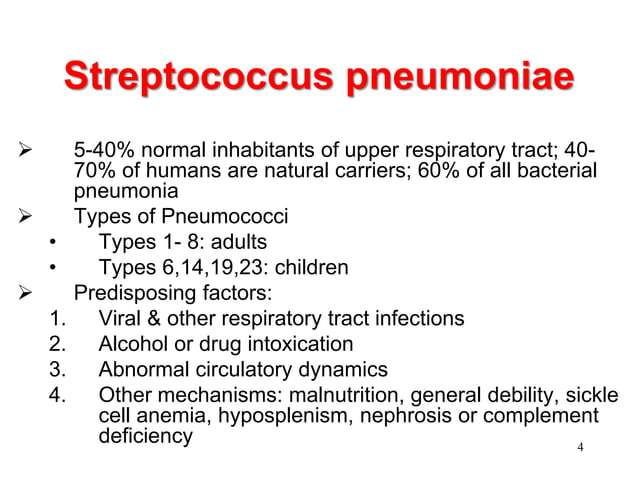 Streptococcus pneumoniae
➢ 5-40% normal inhabitants of upper respiratory tract; 40-
70% of humans are natural carriers; 60% of all bacterial
pneumonia
➢ Types of Pneumococci
• Types 1- 8: adults
• Types 6,14,19,23: children
➢ Predisposing factors:
1. Viral & other respiratory tract infections
2. Alcohol or drug intoxication
3. Abnormal circulatory dynamics
4. Other mechanisms: malnutrition, general debility, sickle
cell anemia, hyposplenism, nephrosis or complement
deficiency
4